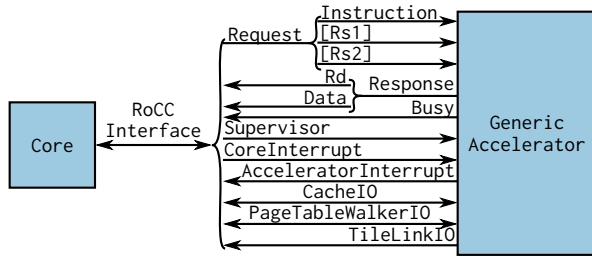 Instruction
Request
[Rs1]
[Rs2]
Rd
Response
Data
Busy
RoCC
Interface
Core
Supervisor
Generic
Accelerator
CoreInterrupt
AcceleratorInterrupt
CacheIO
PageTableWalkerIO
TileLinkIO